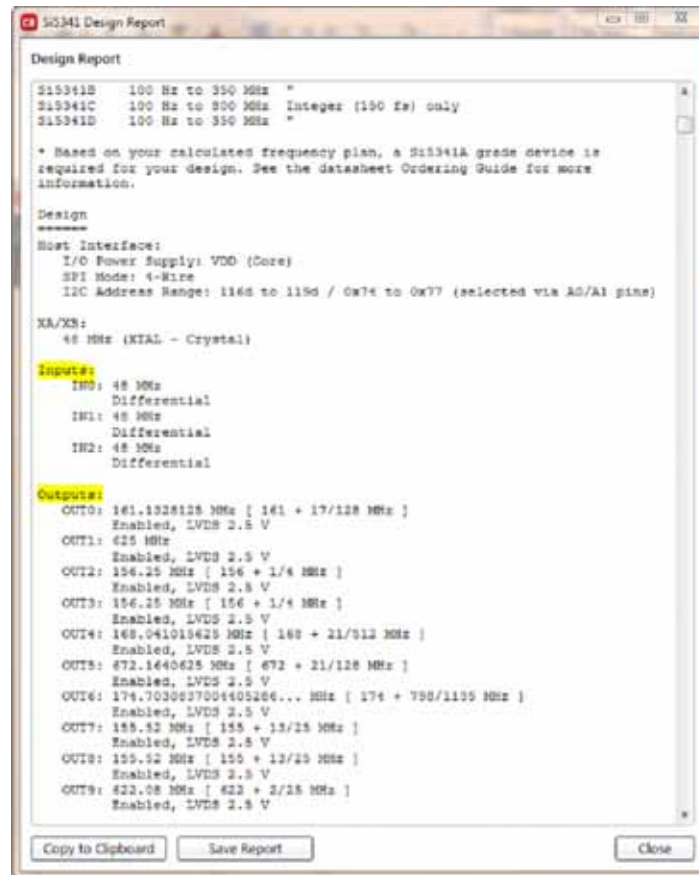 Si5341 Design Report
Design Report
Si5341B 100 Hz to 350 MHz "
Si5341C 100 Hz to 800 MHz Integer (150 fs) only
Si5341D 100 Hz to 350 MHz "
* Based on your calculated frequency plan, a Si5341A grade device is
required for your design. See the datasheet Ordering Guide for more
information.
Design
======
Host Interface:
I/O Power Supply: VDD (Core)
SPI Mode: 4-Wire
I2C Address Range: 116d to 119d / 0x74 to 0x77 (selected via A0/A1 pins)
XA/XB:
48 MHz (XTAL - Crystal)
Inputs:
IN0: 48 MHz
Differential
IN1: 48 MHz
Differential
IN2: 48 MHz
Differential
Outputs:
OUT0: 161.1328125 MHz [ 161 + 17/128 MHz ]
Enabled, LVDS 2.5 V
OUT1: 625 MHz
Enabled, LVDS 2.5 V
OUT2: 156.25 MHz [ 156 + 1/4 MHz ]
Enabled, LVDS 2.5 V
OUT3: 156.25 MHz [ 156 + 1/4 MHz ]
Enabled, LVDS 2.5 V
OUT4: 168.041015625 MHz [ 168 + 21/512 MHz ]
Enabled, LVDS 2.5 V
OUT5: 672.1640625 MHz [ 672 + 21/128 MHz ]
Enabled, LVDS 2.5 V
OUT6: MHz [ 174 + MHz ]
Enabled, LVDS 2.5 V
OUT7: 155.52 MHz [ 155 + 13/25 MHz ]
Enabled, LVDS 2.5 V
OUT8: 155.52 MHz [ 155 + 13/25 MHz ]
Enabled, LVDS 2.5 V
OUT9: 622.08 MHz [ 622 + 2/25 MHz ]
Enabled, LVDS 2.5 V
Copy to Clipboard Save Report Close